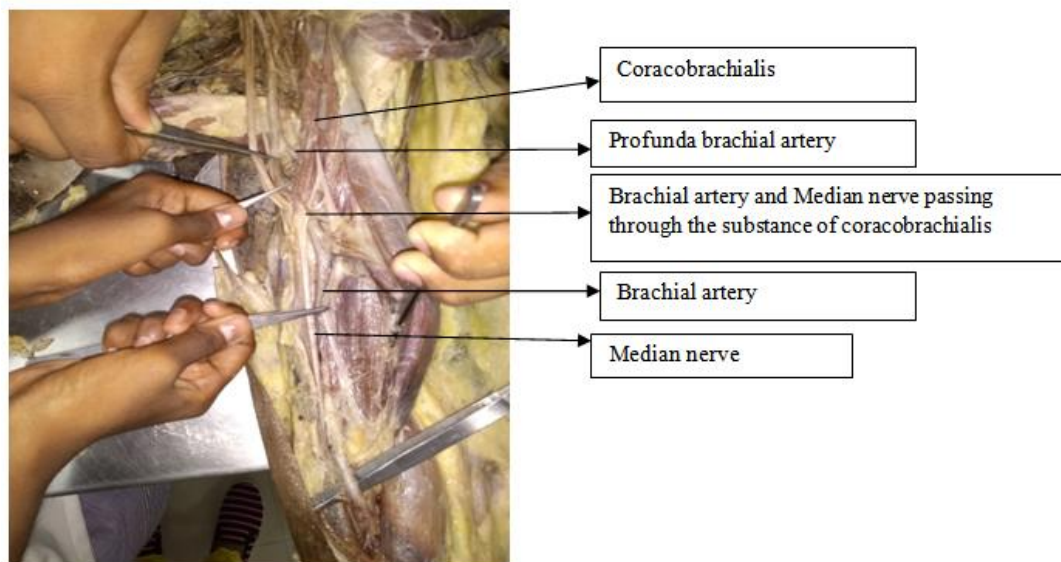 Coracobrachialis
Profunda brachial artery
Brachial artery and Median nerve passing
through the substance of coracobrachialis
Brachial artery
Median nerve